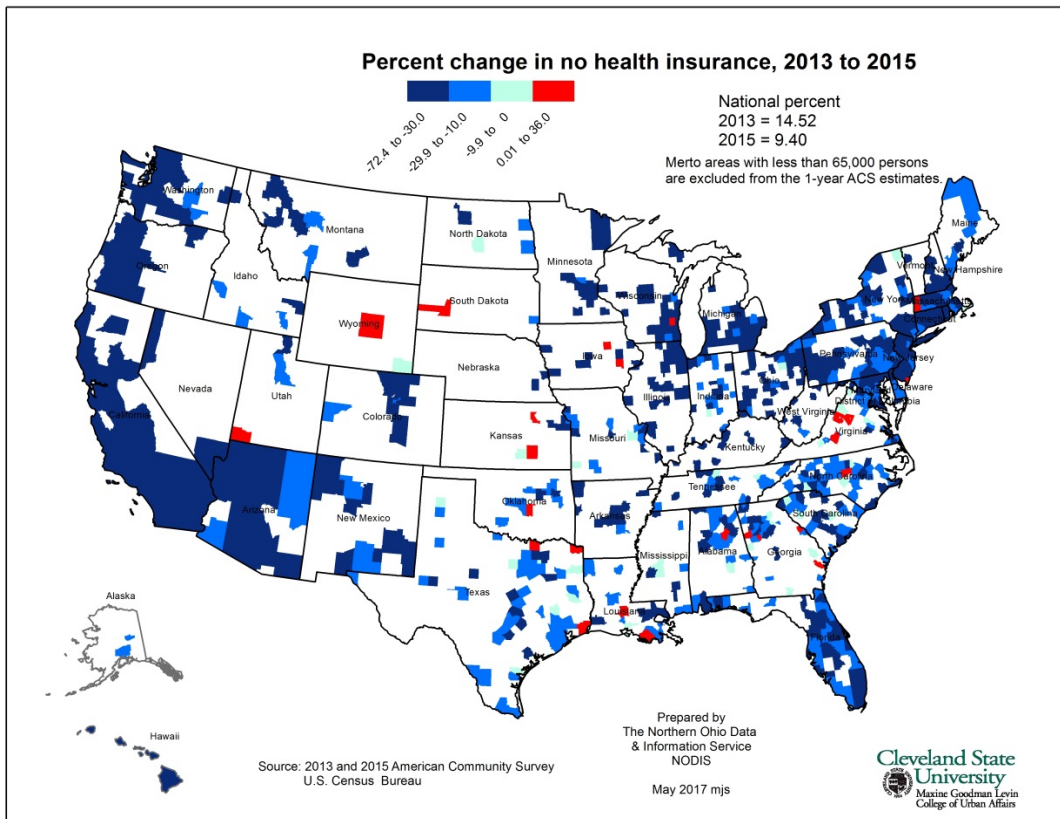 Percent change in no health insurance, 2013 to 2015
-72.4 to -30.0
-29.9 to -10.0
-9.9 to 0
0.01 to 36.0
National percent
2013 = 14.52
2015 = 9.40
Merto areas with less than 65,000 persons
are excluded from the 1-year ACS estimates.
Washington
Montana
North Dakota
Minnesota
Maine
Vermont
New Hampshire
Oregon
Idaho
Wyoming
South Dakota
Wisconsin
Michigan
New York
Massachusetts
Connecticut
Nevada
Utah
Colorado
Nebraska
Iowa
Illinois
Indiana
Ohio
Pennsylvania
New Jersey
Delaware
District of Columbia
California
Kansas
Missouri
Kentucky
West Virginia
Virginia
Arizona
New Mexico
Oklahoma
Arkansas
Tennessee
North Carolina
South Carolina
Texas
Louisiana
Mississippi
Alabama
Georgia
Florida
Alaska
Hawaii
Source: 2013 and 2015 American Community Survey
U.S. Census Bureau
Prepared by
The Northern Ohio Data
& Information Service
NODIS
May 2017 mjs
Cleveland State
University
Maxine Goodman Levin
College of Urban Affairs